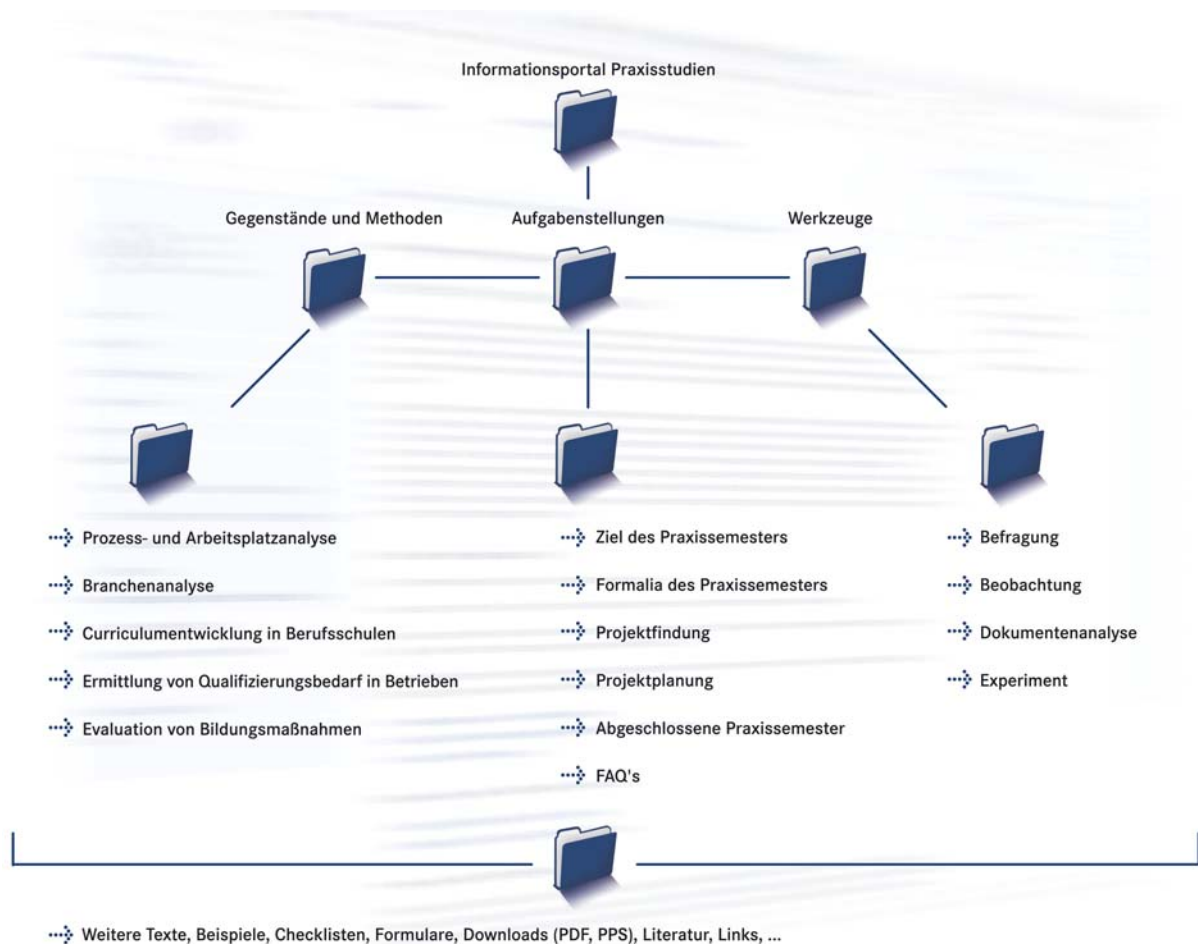 Informationsportal Praxisstudien
Gegenstände und Methoden
Aufgabenstellungen
Werkzeuge
Prozess- und Arbeitsplatzanalyse
Branchenanalyse
Curriculumentwicklung in Berufsschulen
Ermittlung von Qualifizierungsbedarf in Betrieben
Evaluation von Bildungsmaßnahmen
Ziel des Praxissemesters
Formalia des Praxissemesters
Projektfindung
Projektplanung
Abgeschlossene Praxissemester
FAQ's
Befragung
Beobachtung
Dokumentenanalyse
Experiment
Weitere Texte, Beispiele, Checklisten, Formulare, Downloads (PDF, PPS), Literatur, Links, ...